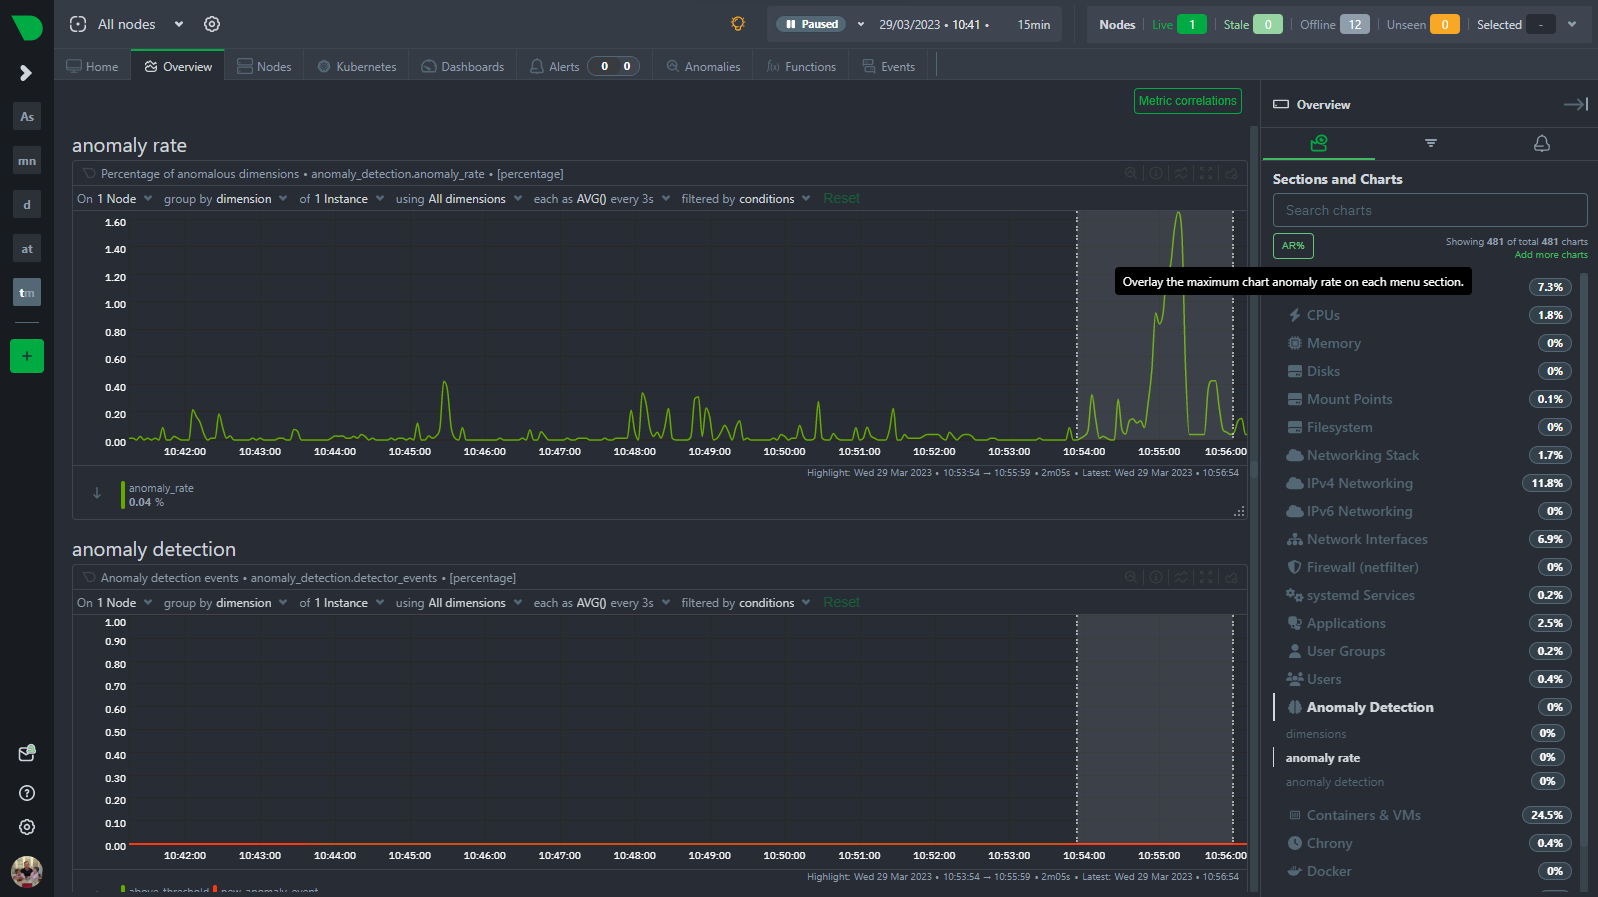 All nodes
Paused 29/03/2023 • 10:41 • 15min
Nodes Live 1 Stale 0 Offline 12 Unseen 0 Selected -
Home Overview Nodes Kubernetes Dashboards Alerts 0 0 Anomalies f(x) Functions Events
As
mn
d
at
tm
+
Metric correlations
anomaly rate
Percentage of anomalous dimensions • anomaly_detection.anomaly_rate • [percentage]
On 1 Node group by dimension of 1 Instance using All dimensions each as AVG() every 3s filtered by conditions Reset
1.60
1.40
1.20
1.00
0.80
0.60
0.40
0.20
0.00
10:42:00 10:43:00 10:44:00 10:45:00 10:46:00 10:47:00 10:48:00 10:49:00 10:50:00 10:51:00 10:52:00 10:53:00 10:54:00 10:55:00 10:56:00
Highlight: Wed 29 Mar 2023 • 10:53:54 → 10:55:59 • 2m05s • Latest: Wed 29 Mar 2023 • 10:56:54
anomaly_rate
0.04 %
anomaly detection
Anomaly detection events • anomaly_detection.detector_events • [percentage]
On 1 Node group by dimension of 1 Instance using All dimensions each as AVG() every 3s filtered by conditions Reset
1.00
0.90
0.80
0.70
0.60
0.50
0.40
0.30
0.20
0.10
0.00
10:42:00 10:43:00 10:44:00 10:45:00 10:46:00 10:47:00 10:48:00 10:49:00 10:50:00 10:51:00 10:52:00 10:53:00 10:54:00 10:55:00 10:56:00
Highlight: Wed 29 Mar 2023 • 10:53:54 → 10:55:59 • 2m05s • Latest: Wed 29 Mar 2023 • 10:56:54
above_threshold new_anomaly_event
Overview
Sections and Charts
Search charts
AR%
Showing 481 of total 481 charts
Add more charts
Overlay the maximum chart anomaly rate on each menu section.
7.3%
CPUs 1.8%
Memory 0%
Disks 0%
Mount Points 0.1%
Filesystem 0%
Networking Stack 1.7%
IPv4 Networking 11.8%
IPv6 Networking 0%
Network Interfaces 6.9%
Firewall (netfilter) 0%
systemd Services 0.2%
Applications 2.5%
User Groups 0.2%
Users 0.4%
Anomaly Detection 0%
dimensions 0%
anomaly rate 0%
anomaly detection 0%
Containers & VMs 24.5%
Chrony 0.4%
Docker 0%